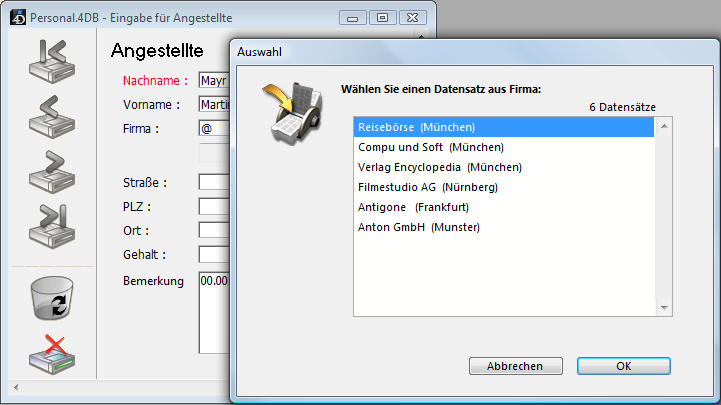 Personal.4DB - Eingabe für Angestellte
Angestellte
Nachname : Mayr
Vorname : Martin
Firma : @
Straße :
PLZ :
Ort :
Gehalt :
Bemerkung 00.00
Auswahl
Wählen Sie einen Datensatz aus Firma:
6 Datensätze
Reisebörse (München)
Compu und Soft (München)
Verlag Encyclopedia (München)
Filmestudio AG (Nürnberg)
Antigone (Frankfurt)
Anton GmbH (Munster)
Abbrechen OK